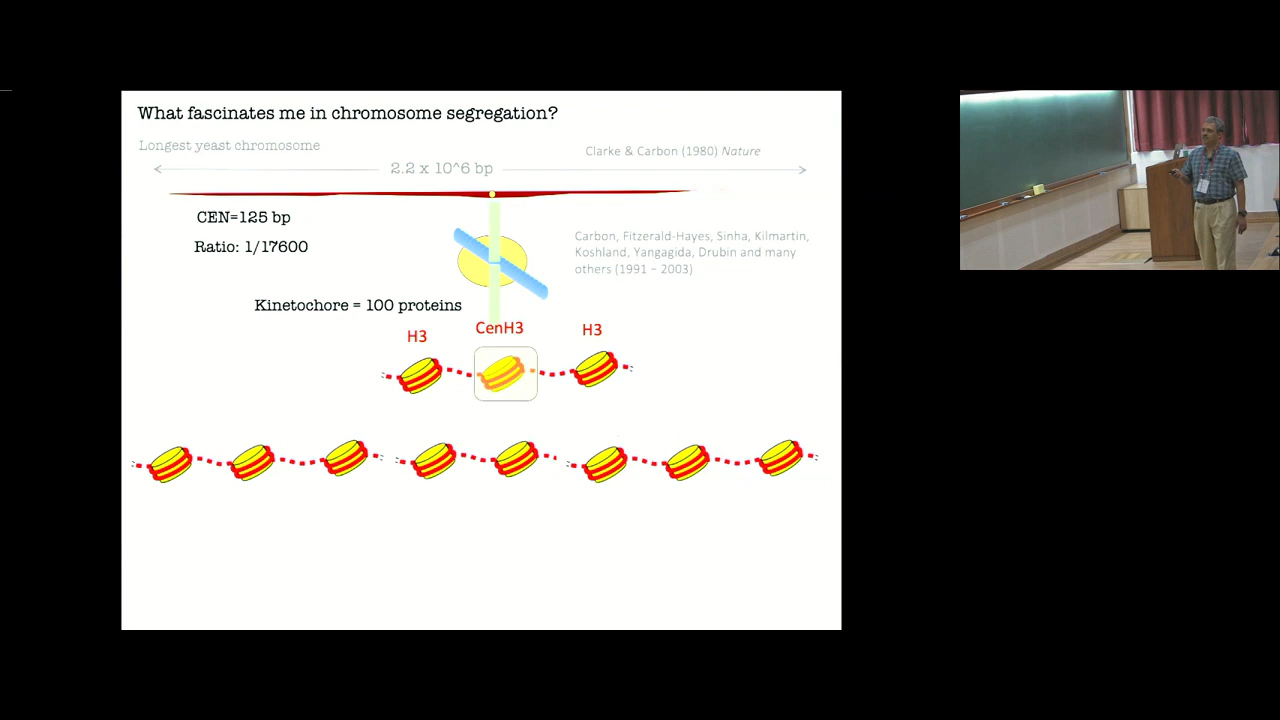 What fascinates me in chromosome segregation?
Longest yeast chromosome
Clarke & Carbon (1980) Nature
2.2 x 10^6 bp
CEN=125 bp
Ratio: 1/17600
Carbon, Fitzerald-Hayes, Sinha, Kilmartin,
Koshland, Yangagida, Drubin and many
others (1991 – 2003)
Kinetochore = 100 proteins
H3
CenH3
H3